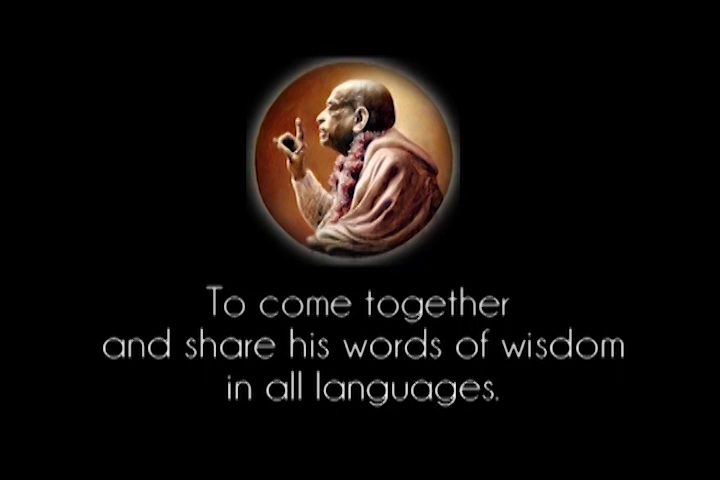 To come together
and share his words of wisdom
in all languages.